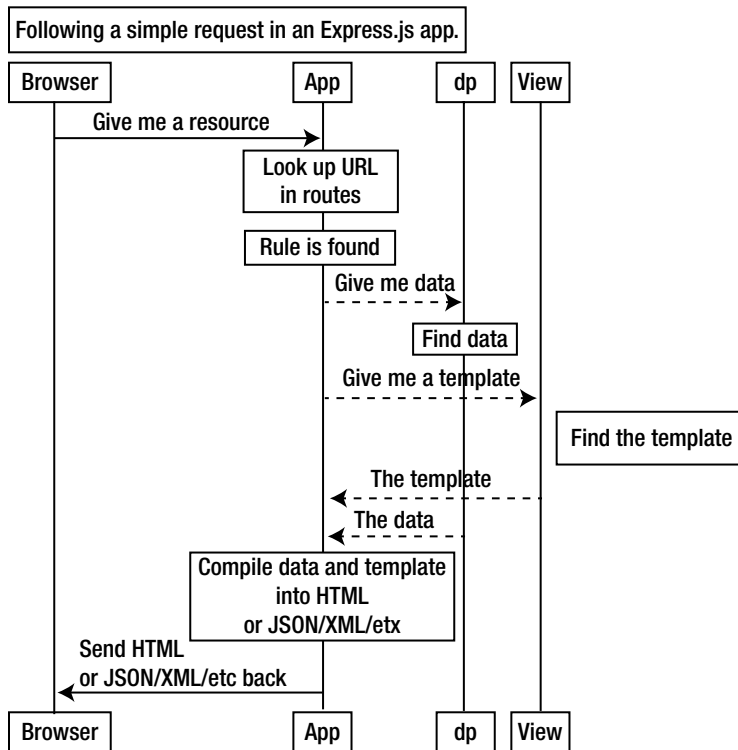 Following a simple request in an Express.js app.
Browser
App
dp
View
Give me a resource
Look up URL
in routes
Rule is found
Give me data
Find data
Give me a template
Find the template
The template
The data
Compile data and template
into HTML
or JSON/XML/etx
Send HTML
or JSON/XML/etc back
Browser
App
dp
View